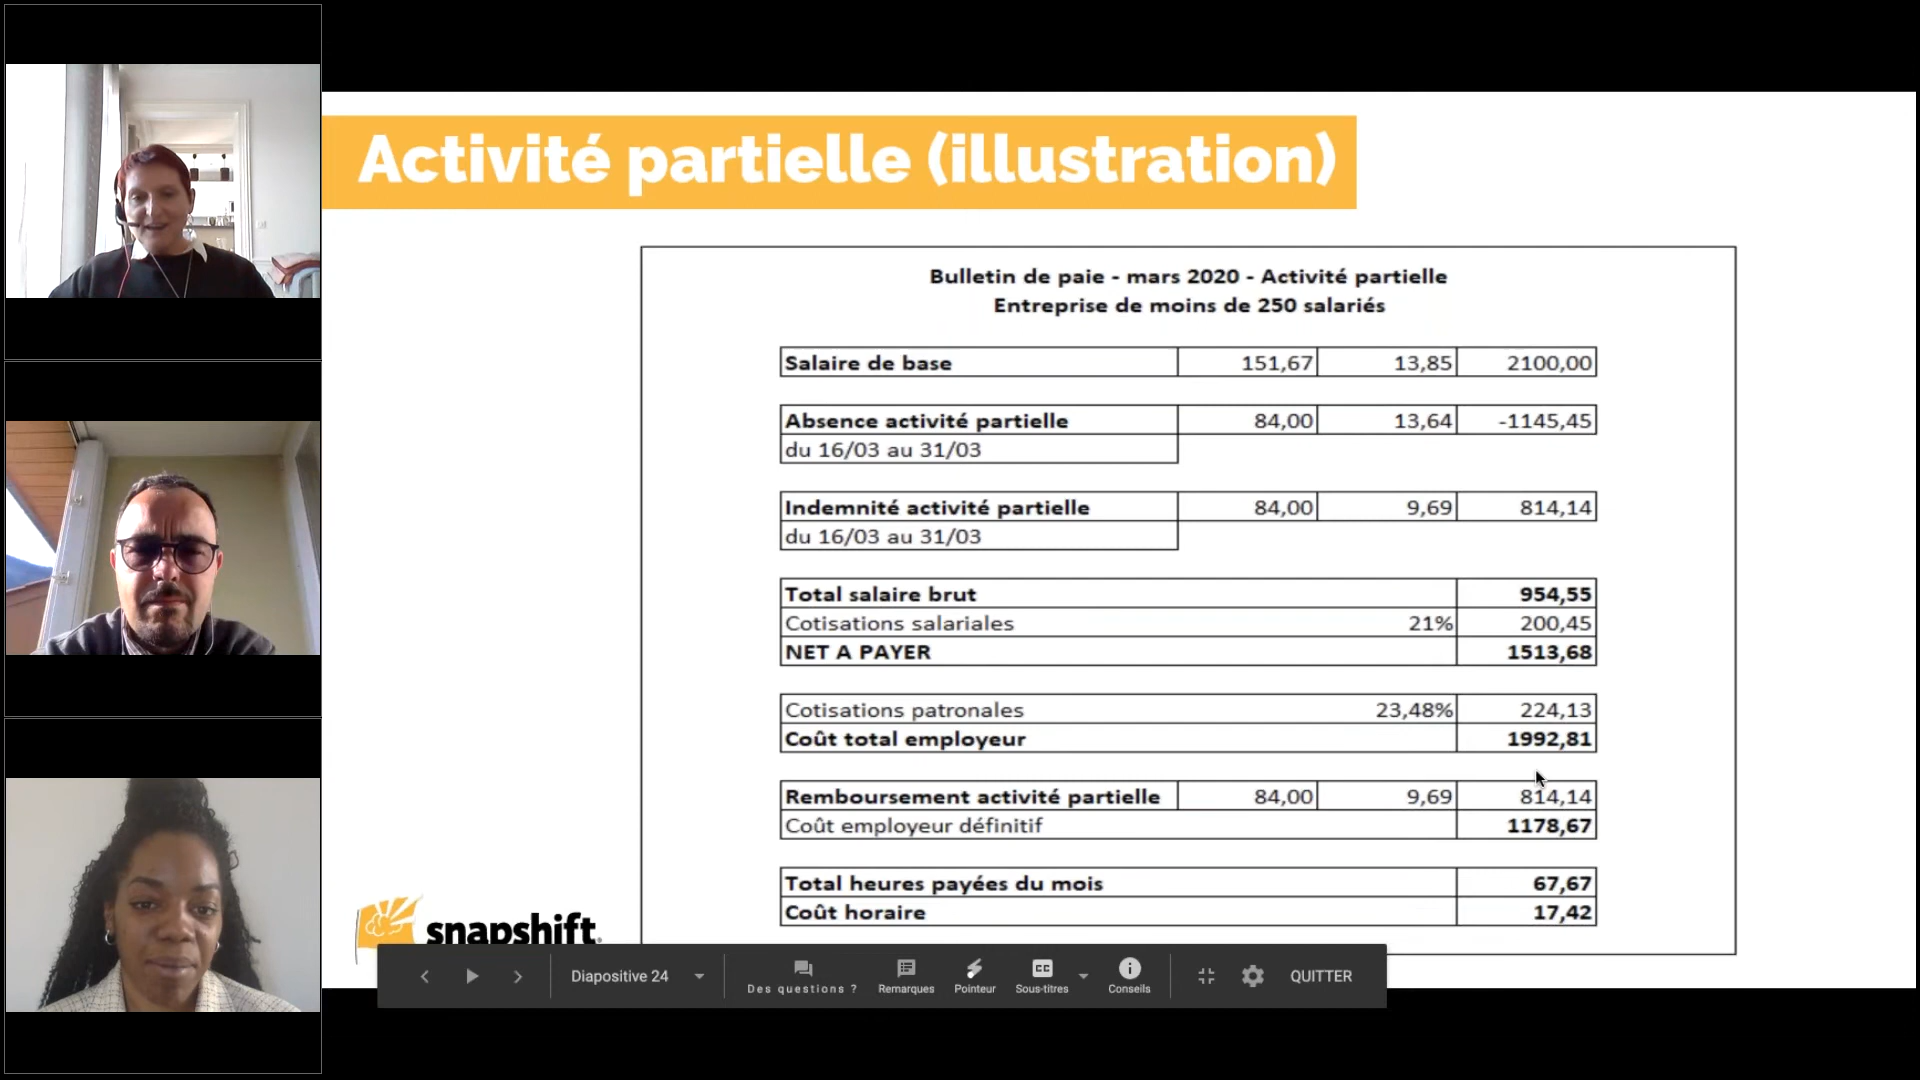 Activité partielle (illustration)
Bulletin de paie - mars 2020 - Activité partielle
Entreprise de moins de 250 salariés
Salaire de base 151,67 13,85 2100,00
Absence activité partielle 84,00 13,64 -1145,45
du 16/03 au 31/03
Indemnité activité partielle 84,00 9,69 814,14
du 16/03 au 31/03
Total salaire brut 954,55
Cotisations salariales 21% 200,45
NET A PAYER 1513,68
Cotisations patronales 23,48% 224,13
Coût total employeur 1992,81
Remboursement activité partielle 84,00 9,69 814,14
Coût employeur définitif 1178,67
Total heures payées du mois 67,67
Coût horaire 17,42
snapshift
Diapositive 24
Des questions ?
Remarques
Pointeur
CC
Sous-titres
Conseils
QUITTER